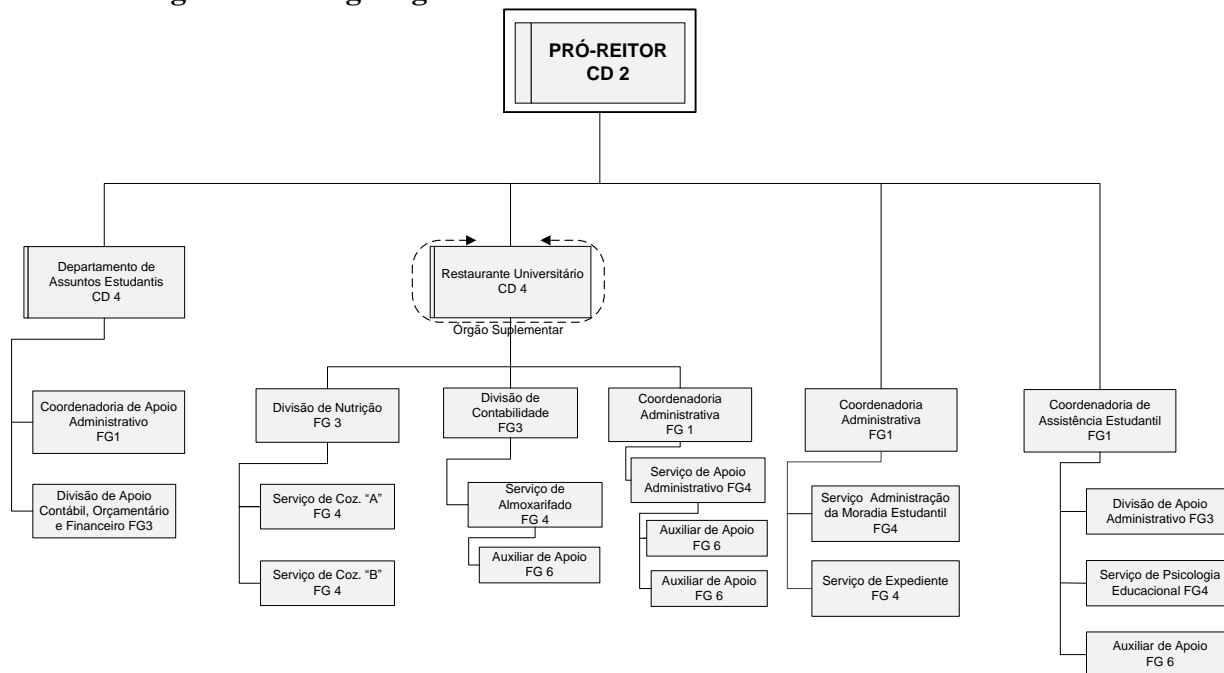 PRÓ-REITOR
CD 2
Departamento de
Assuntos Estudantis
CD 4
Restaurante Universitário
CD 4
Órgão Suplementar
Coordenadoria de Apoio
Administrativo
FG1
Divisão de Apoio
Contábil, Orçamentário
e Financeiro FG3
Divisão de Nutrição
FG 3
Serviço de Coz. “A”
FG 4
Serviço de Coz. “B”
FG 4
Divisão de
Contabilidade
FG3
Serviço de
Almoxarifado
FG 4
Auxiliar de Apoio
FG 6
Coordenadoria
Administrativa
FG 1
Serviço de Apoio
Administrativo FG4
Auxiliar de Apoio
FG 6
Auxiliar de Apoio
FG 6
Coordenadoria
Administrativa
FG1
Serviço Administração
da Moradia Estudantil
FG4
Serviço de Expediente
FG 4
Coordenadoria de
Assistência Estudantil
FG1
Divisão de Apoio
Administrativo FG3
Serviço de Psicologia
Educacional FG4
Auxiliar de Apoio
FG 6